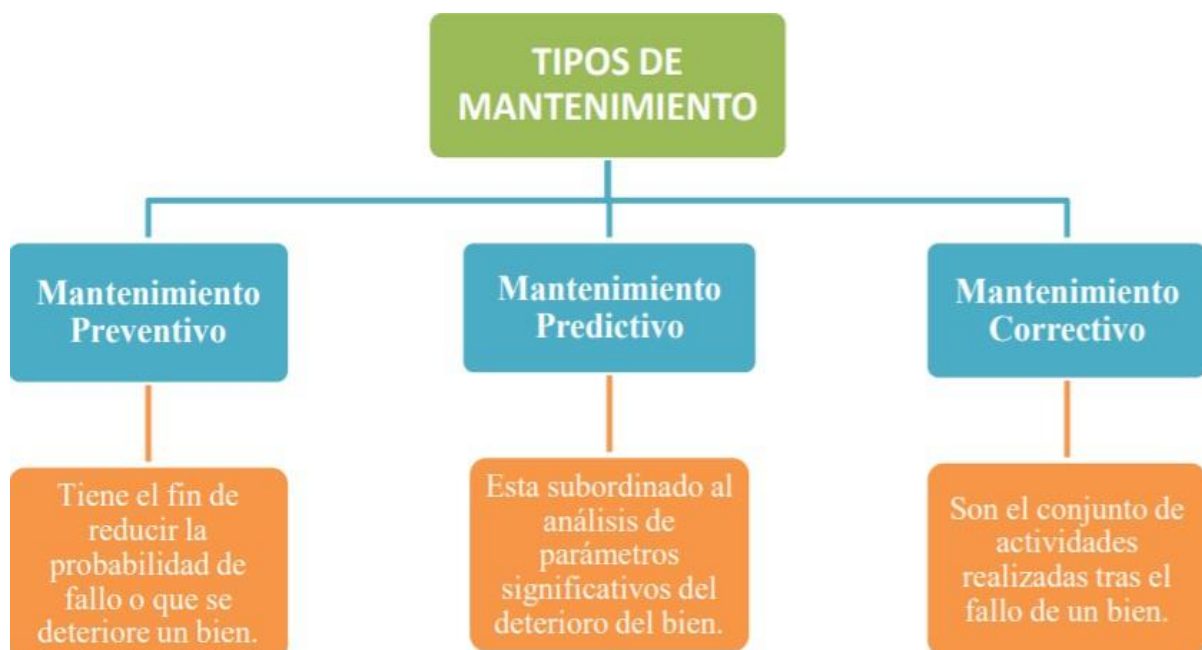 TIPOS DE
MANTENIMIENTO
Mantenimiento
Preventivo
Tiene el fin de
reducir la
probabilidad de
fallo o que se
deteriore un bien.
Mantenimiento
Predictivo
Esta subordinado al
análisis de
parámetros
significativos del
deterioro del bien.
Mantenimiento
Correctivo
Son el conjunto de
actividades
realizadas tras el
fallo de un bien.